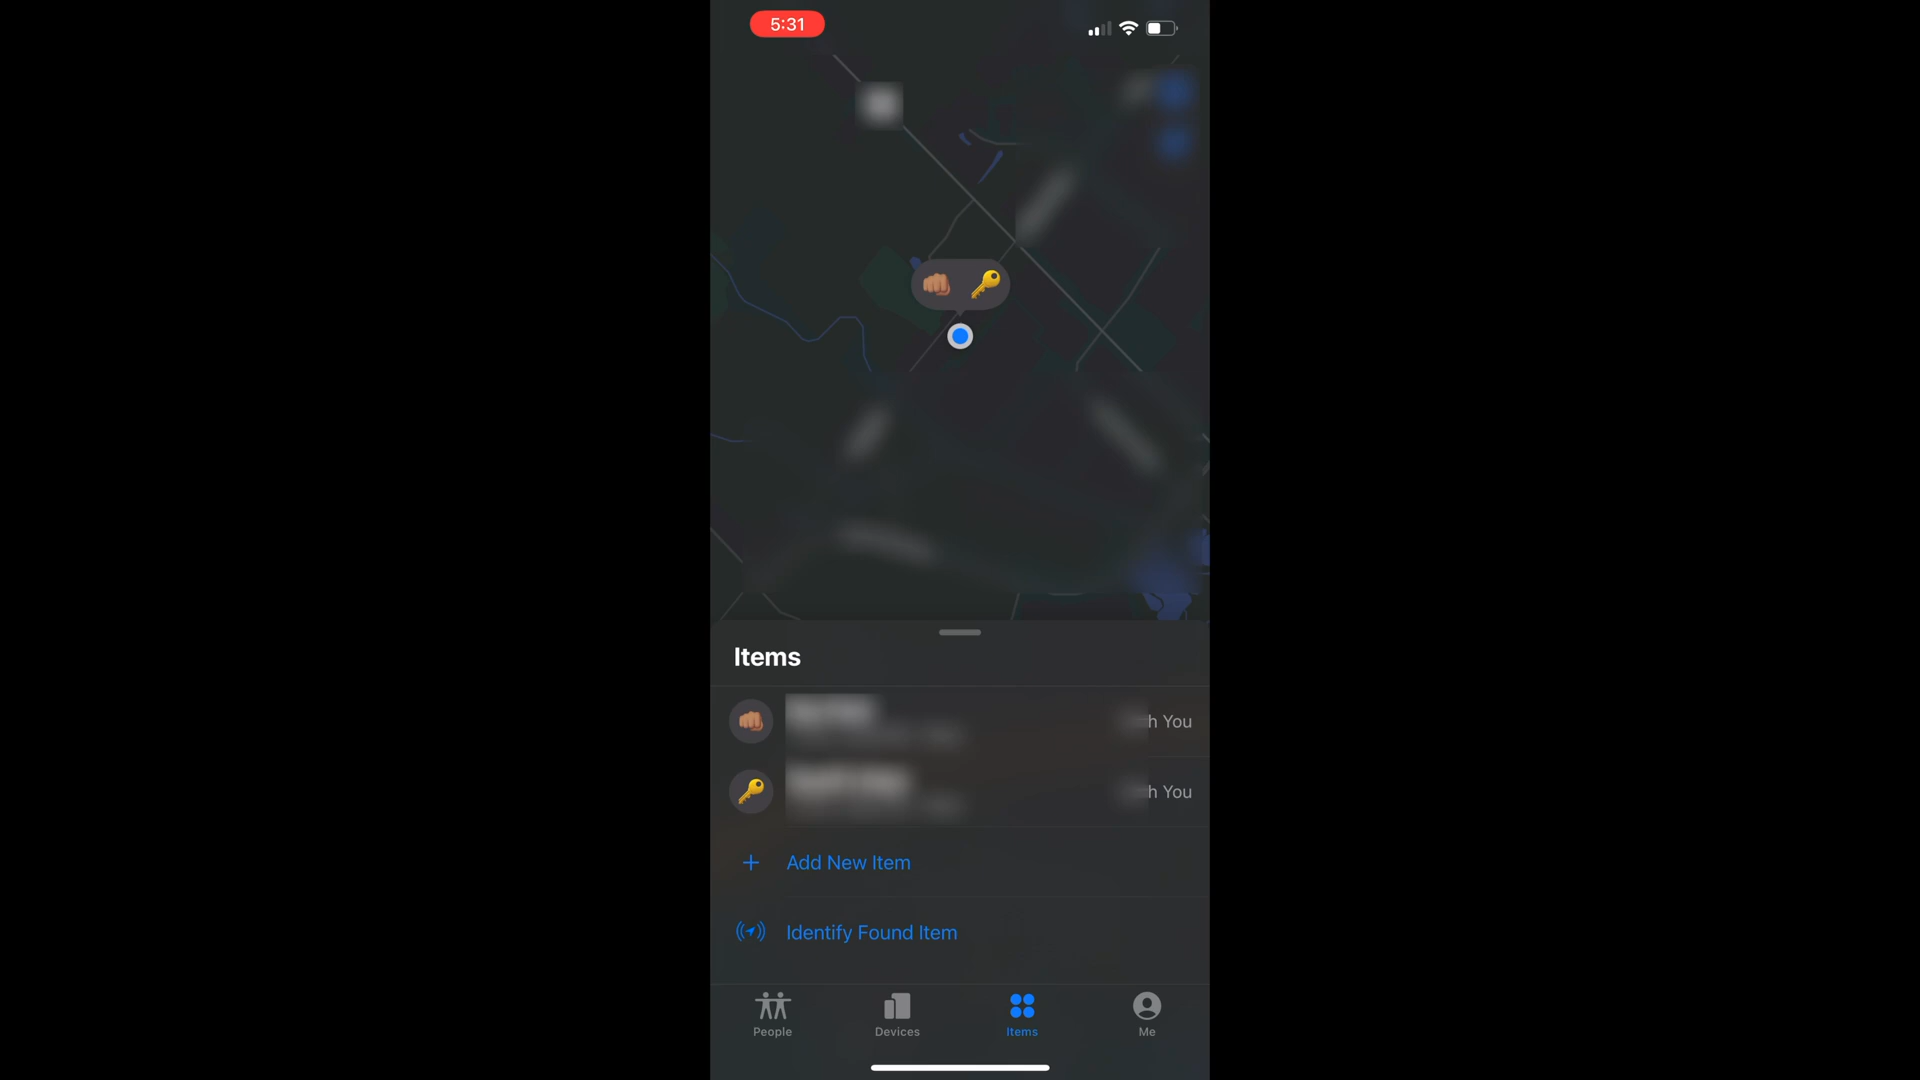 5:31
Items
h You
h You
Add New Item
Identify Found Item
People
Devices
Items
Me